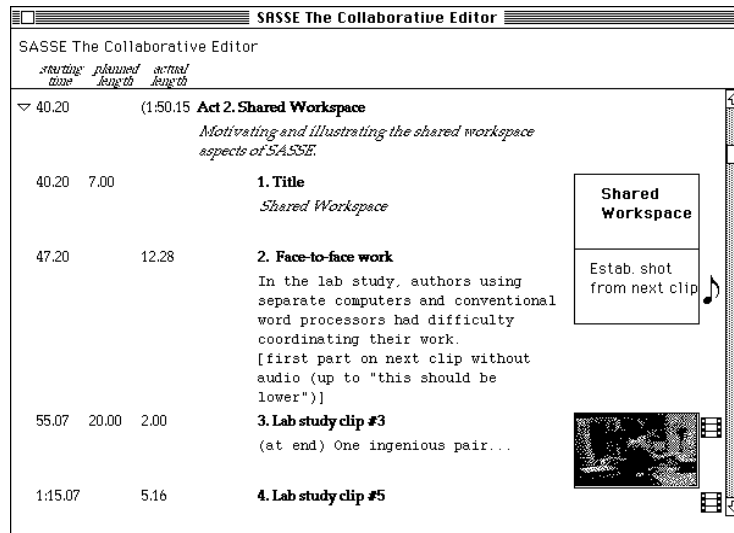 SASSE The Collaborative Editor
SASSE The Collaborative Editor
starting time planned length actual length
40.20 (1:50.15 Act 2. Shared Workspace
Motivating and illustrating the shared workspace
aspects of SASSE.
40.20 7.00 1. Title
Shared Workspace
Shared
Workspace
47.20 12.28 2. Face-to-face work
Estab. shot
from next clip
In the lab study, authors using
separate computers and conventional
word processors had difficulty
coordinating their work.
[first part on next clip without
audio (up to "this should be
lower")]
55.07 20.00 2.00 3. Lab study clip #3
(at end) One ingenious pair...
1:15.07 5.16 4. Lab study clip #5